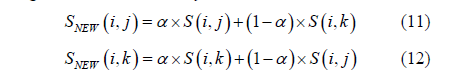 S_NEW (i, j) = α × S(i, j) + (1 − α) × S(i, k) (11)
S_NEW (i, k) = α × S(i, k) + (1 − α) × S(i, j) (12)